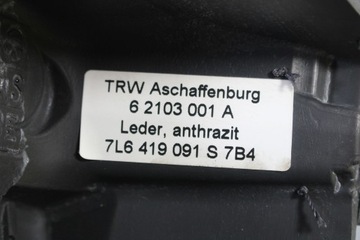 TRW Aschaffenburg
6 2103 001 A
Leder, anthrazit
7L6 419 091 S 7B4